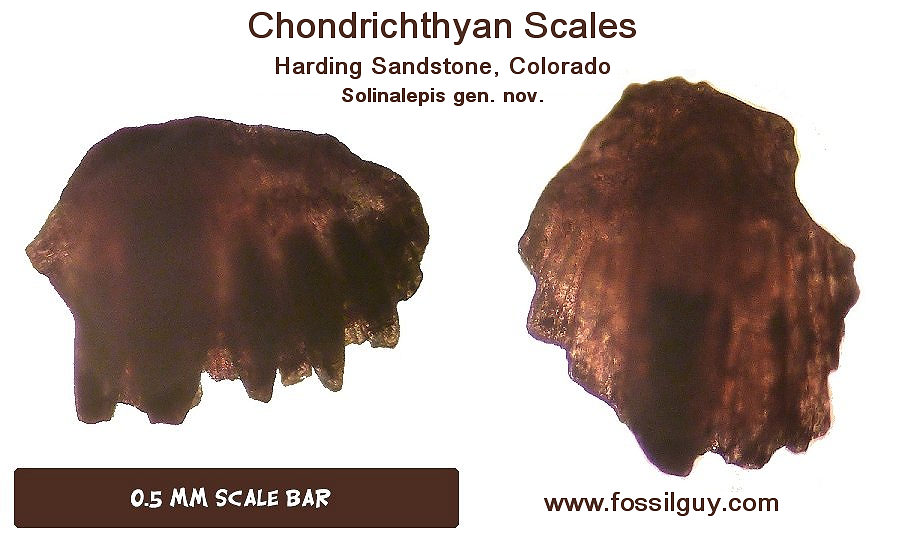 Chondrichthyan Scales
Harding Sandstone, Colorado
Solinalepis gen. nov.
0.5 MM SCALE BAR
www.fossilguy.com